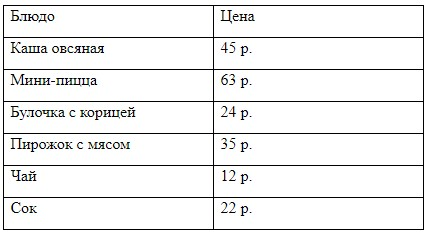 Блюдо Цена
Каша овсяная 45 р.
Мини-пицца 63 р.
Булочка с корицей 24 р.
Пирожок с мясом 35 р.
Чай 12 р.
Сок 22 р.